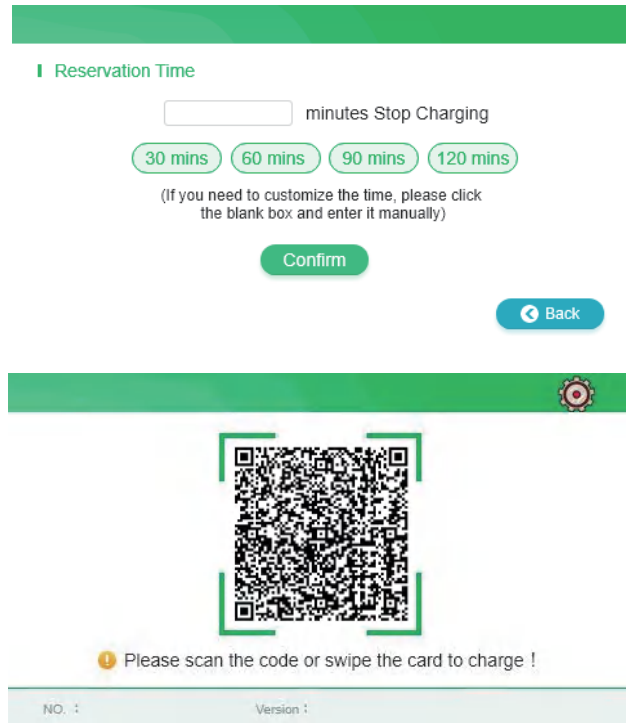 Reservation Time
minutes Stop Charging
30 mins 60 mins 90 mins 120 mins
(If you need to customize the time, please click
the blank box and enter it manually)
Confirm
Back
Please scan the code or swipe the card to charge !
NO. : Version :